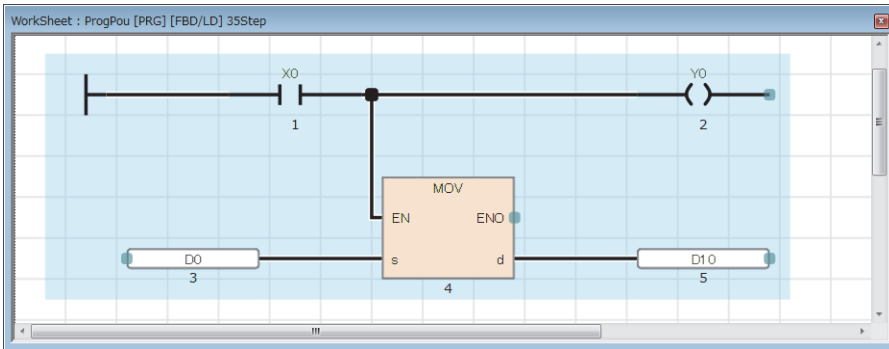 WorkSheet : ProgPou [PRG] [FBD/LD] 35Step
X0
Y0
1
2
MOV
EN
ENO
D0
s
d
D10
3
4
5